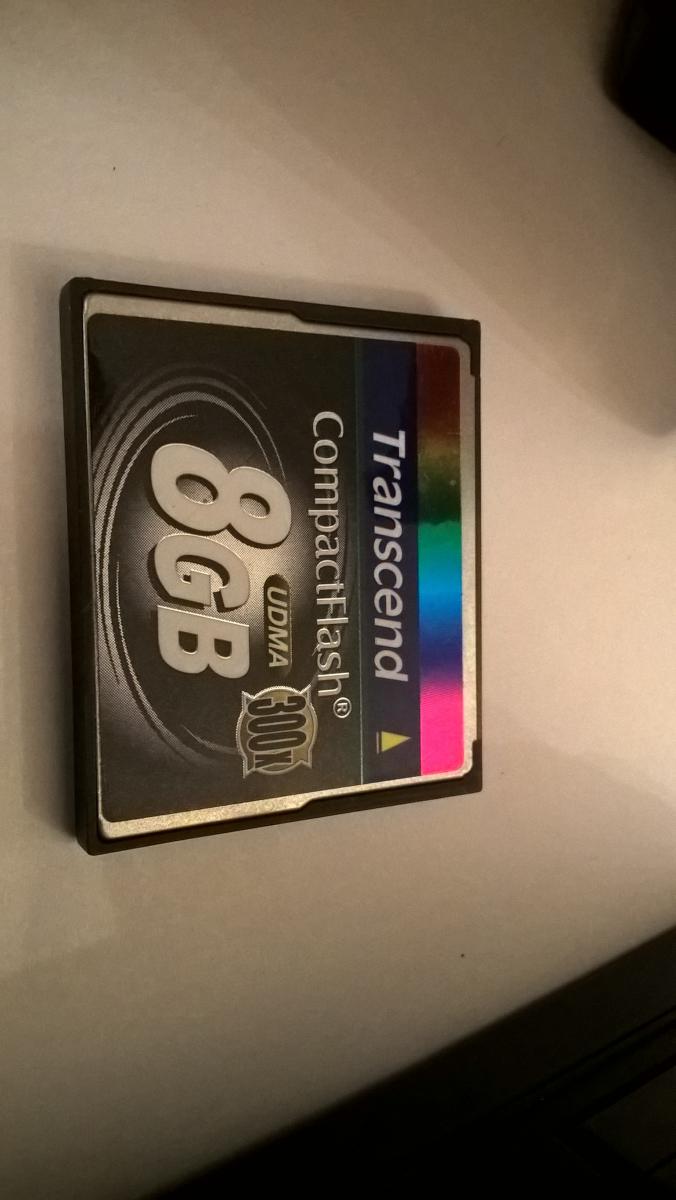 Transcend
CompactFlash®
UDMA 300X
8GB